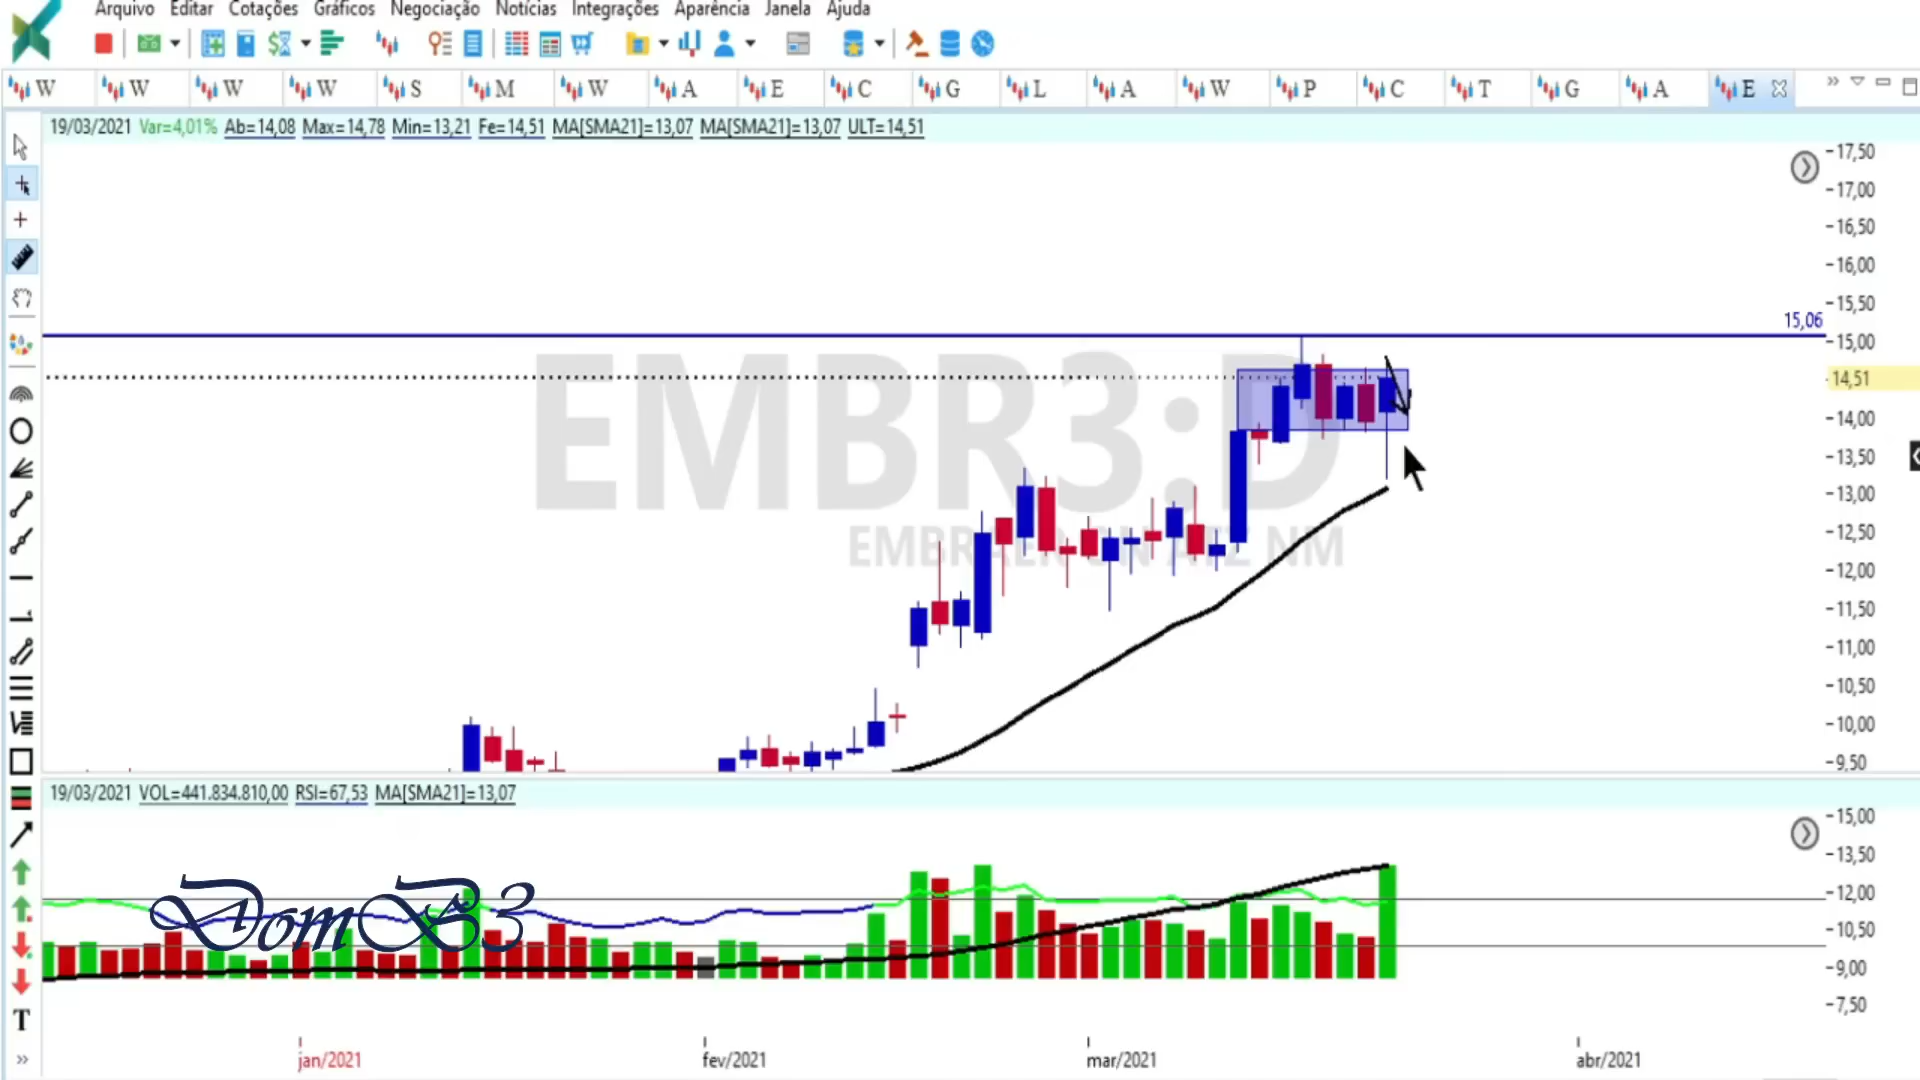 Arquivo Editar Cotações Gráficos Negociação Notícias Integrações Aparência Janela Ajuda
W W W W S M W A E C G L A W P C T G A E
19/03/2021 Var=4,01% Ab=14,08 Max=14,78 Min=13,21 Fe=14,51 MA[SMA21]=13,07 MA[SMA21]=13,07 ULT=14,51
17,50
17,00
16,50
16,00
15,50
15,06
15,00
14,51
14,00
13,50
13,00
12,50
12,00
11,50
11,00
10,50
10,00
9,50
EMBR3:D
EMBRAER ON ATZ NM
19/03/2021 VOL=441.834.810,00 RSI=67,53 MA[SMA21]=13,07
15,00
13,50
12,00
10,50
9,00
7,50
DomB3
T
jan/2021 fev/2021 mar/2021 abr/2021